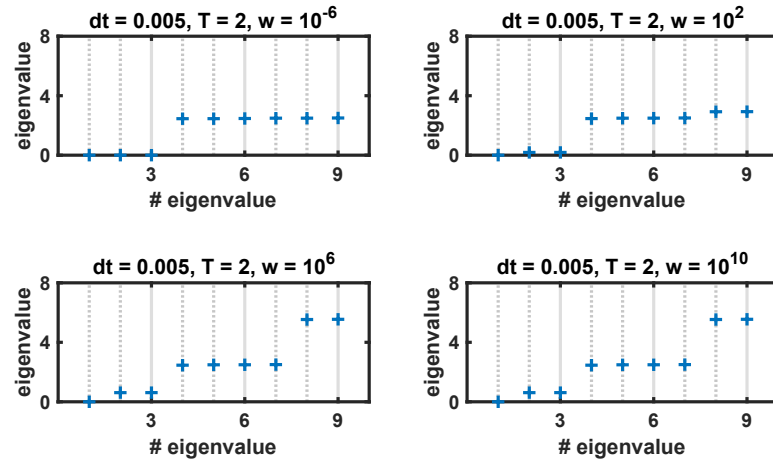 dt = 0.005, T = 2, w = 10^-6
8
4
0
eigenvalue
3
6
9
# eigenvalue
dt = 0.005, T = 2, w = 10^2
8
4
0
eigenvalue
3
6
9
# eigenvalue
dt = 0.005, T = 2, w = 10^6
8
4
0
eigenvalue
3
6
9
# eigenvalue
dt = 0.005, T = 2, w = 10^10
8
4
0
eigenvalue
3
6
9
# eigenvalue